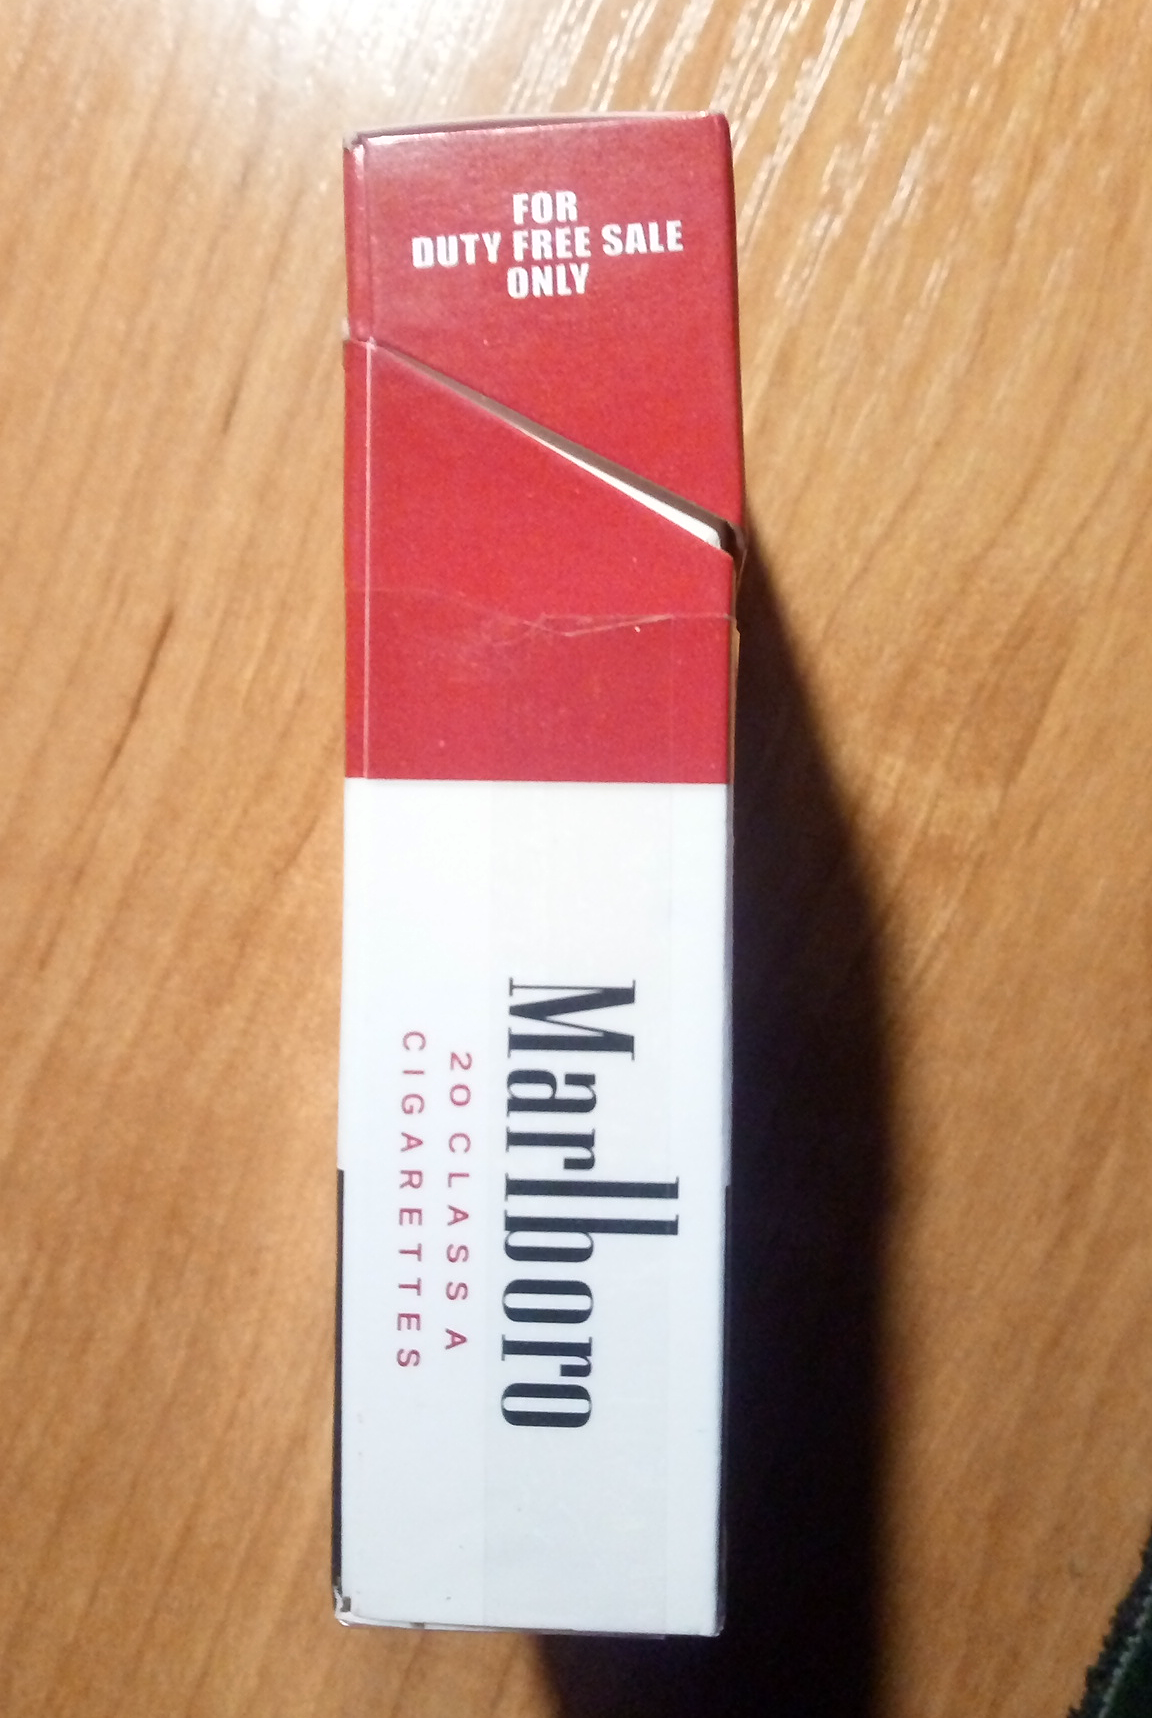 FOR
DUTY FREE SALE
ONLY
Marlboro
20 CLASS A
CIGARETTES